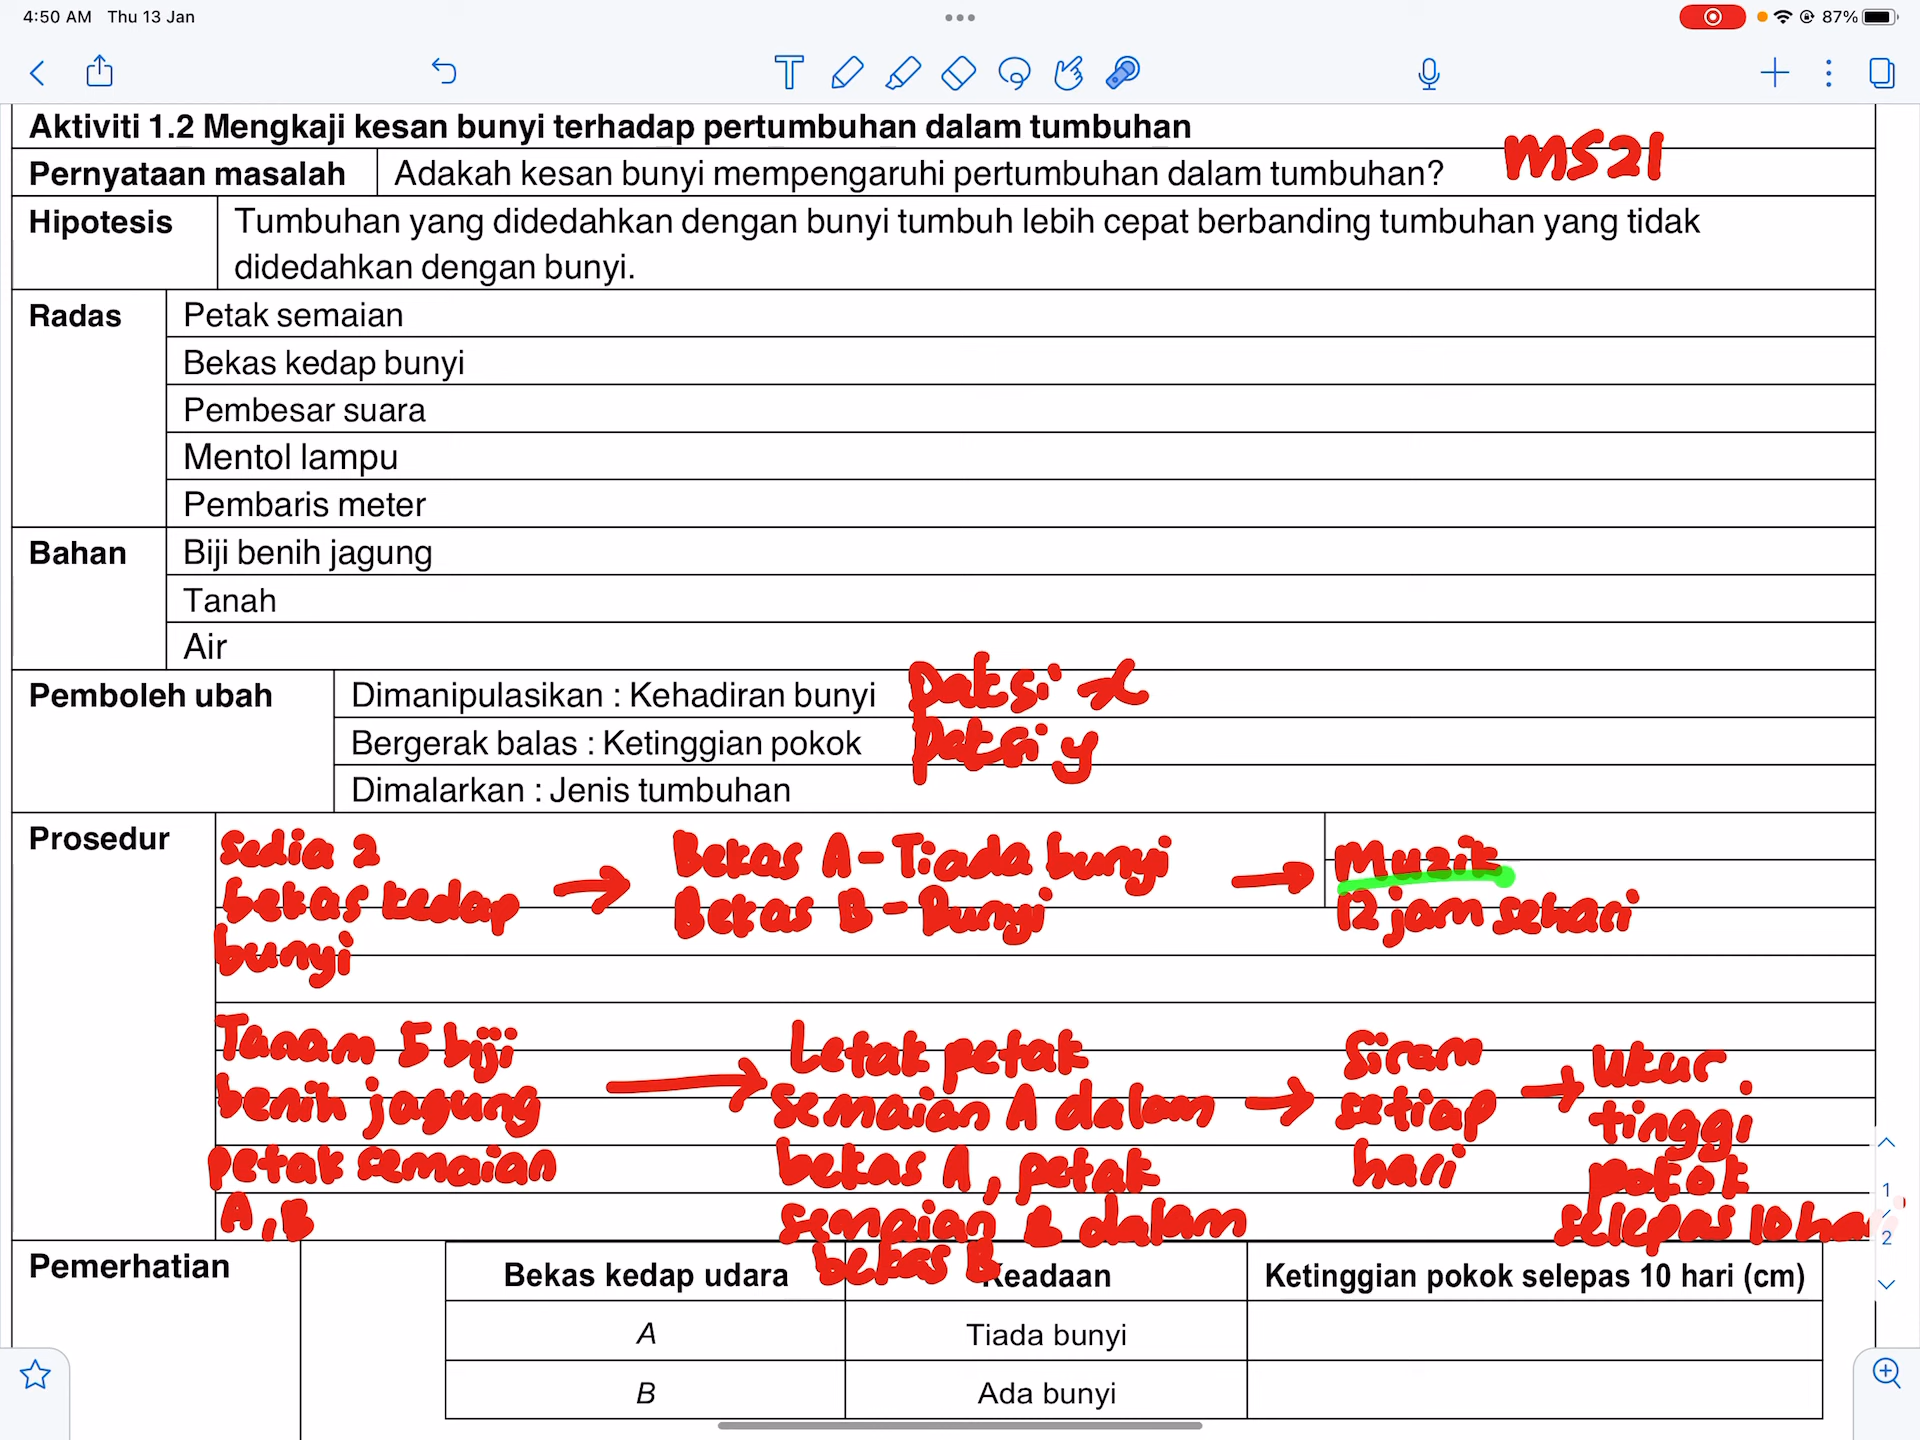 4:50 AM Thu 13 Jan
87%
Aktiviti 1.2 Mengkaji kesan bunyi terhadap pertumbuhan dalam tumbuhan
Pernyataan masalah Adakah kesan bunyi mempengaruhi pertumbuhan dalam tumbuhan? MS21
Hipotesis Tumbuhan yang didedahkan dengan bunyi tumbuh lebih cepat berbanding tumbuhan yang tidak
didedahkan dengan bunyi.
Radas Petak semaian
Bekas kedap bunyi
Pembesar suara
Mentol lampu
Pembaris meter
Bahan Biji benih jagung
Tanah
Air
Pemboleh ubah Dimanipulasikan : Kehadiran bunyi paksi x
Bergerak balas : Ketinggian pokok paksi y
Dimalarkan : Jenis tumbuhan
Prosedur
Sedia 2
bekas kedap
bunyi
Bekas A - Tiada bunyi
Bekas B - Bunyi
Muzik
12 jam sehari
Tanam 5 biji
benih jagung
petak semaian
A, B
Letak petak
semaian A dalam
bekas A, petak
semaian B dalam
bekas B
Siram
setiap
hari
Ukur
tinggi
pokok
selepas 10 hari
1
2
Pemerhatian
Bekas kedap udara Keadaan Ketinggian pokok selepas 10 hari (cm)
A Tiada bunyi
B Ada bunyi